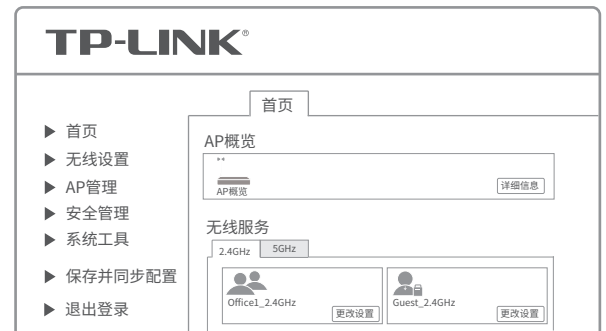 TP-LINK®
首页
首页
无线设置
AP管理
安全管理
系统工具
保存并同步配置
退出登录
AP概览
AP概览
详细信息
无线服务
2.4GHz 5GHz
Office1_2.4GHz
更改设置
Guest_2.4GHz
更改设置